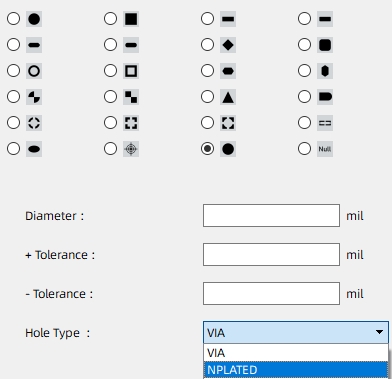 Null
Diameter : mil
+ Tolerance : mil
- Tolerance : mil
Hole Type : VIA
VIA
NPLATED